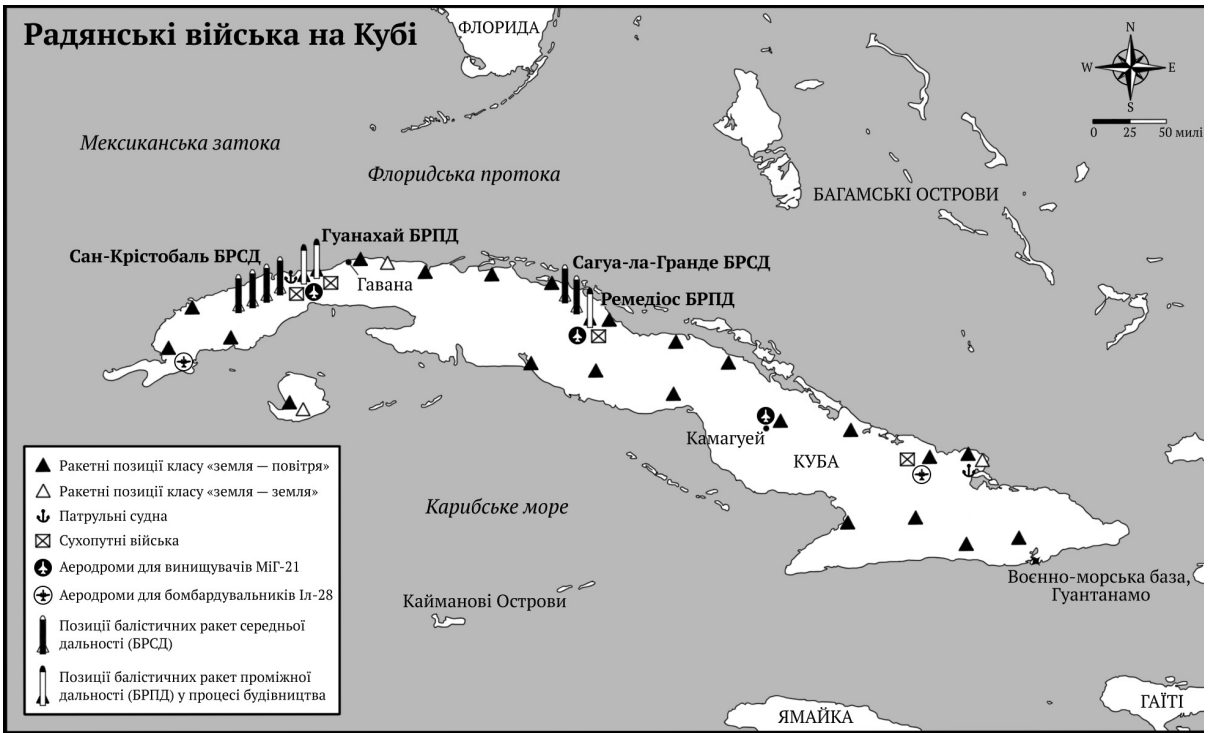 Радянські війська на Кубі
ФЛОРИДА
N
W
E
S
0 25 50 милі
Мексиканська затока
Флоридська протока
БАГАМСЬКІ ОСТРОВИ
Гуанахай БРПД
Сан-Крістобаль БРСД
Сагуа-ла-Гранде БРСД
Гавана
Ремедіос БРПД
Камагуей
КУБА
Ракетні позиції класу «земля — повітря»
Ракетні позиції класу «земля — земля»
Патрульні судна
Сухопутні війська
Аеродроми для винищувачів МіГ-21
Аеродроми для бомбардувальників Іл-28
Позиції балістичних ракет середньої
дальності (БРСД)
Позиції балістичних ракет проміжної
дальності (БРПД) у процесі будівництва
Карибське море
Воєнно-морська база,
Гуантанамо
Кайманові Острови
ЯМАЙКА
ГАЇТІ